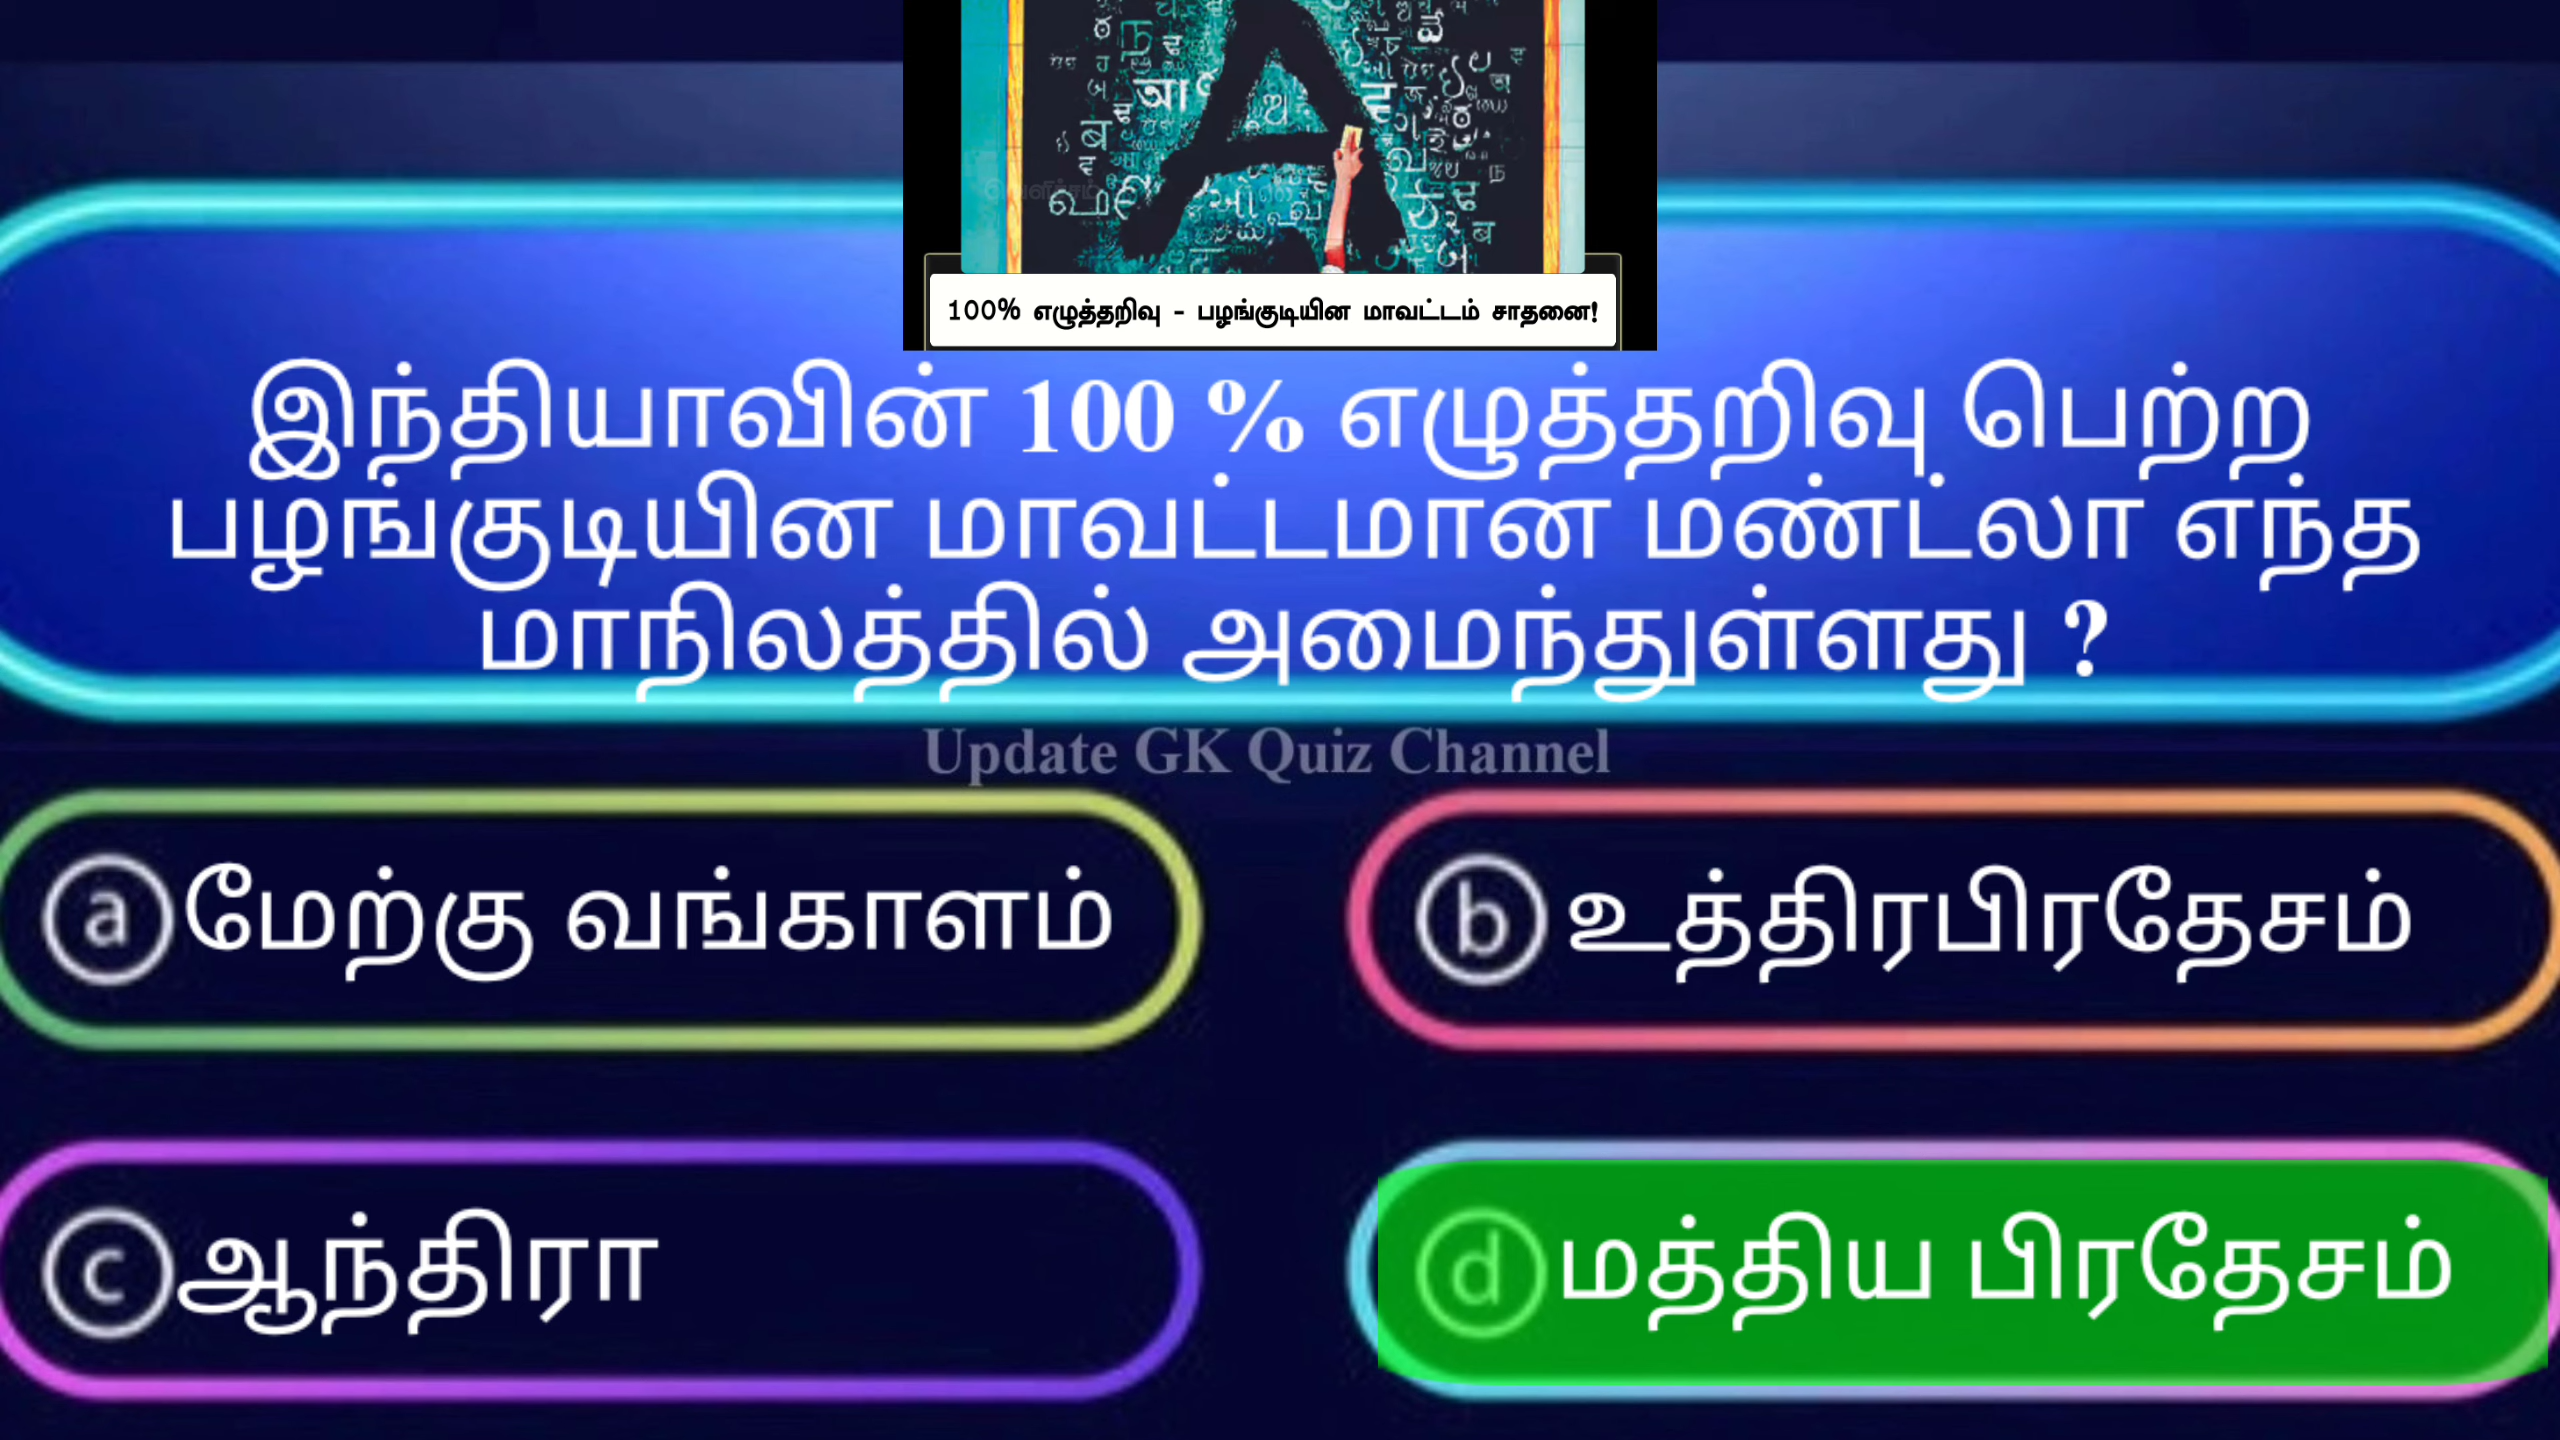 100% எழுத்தறிவு - பழங்குடியின மாவட்டம் சாதனை!
இந்தியாவின் 100 % எழுத்தறிவு பெற்ற
பழங்குடியின மாவட்டமான மண்ட்லா எந்த
மாநிலத்தில் அமைந்துள்ளது ?
Update GK Quiz Channel
a மேற்கு வங்காளம்
b உத்திரபிரதேசம்
c ஆந்திரா
d மத்திய பிரதேசம்